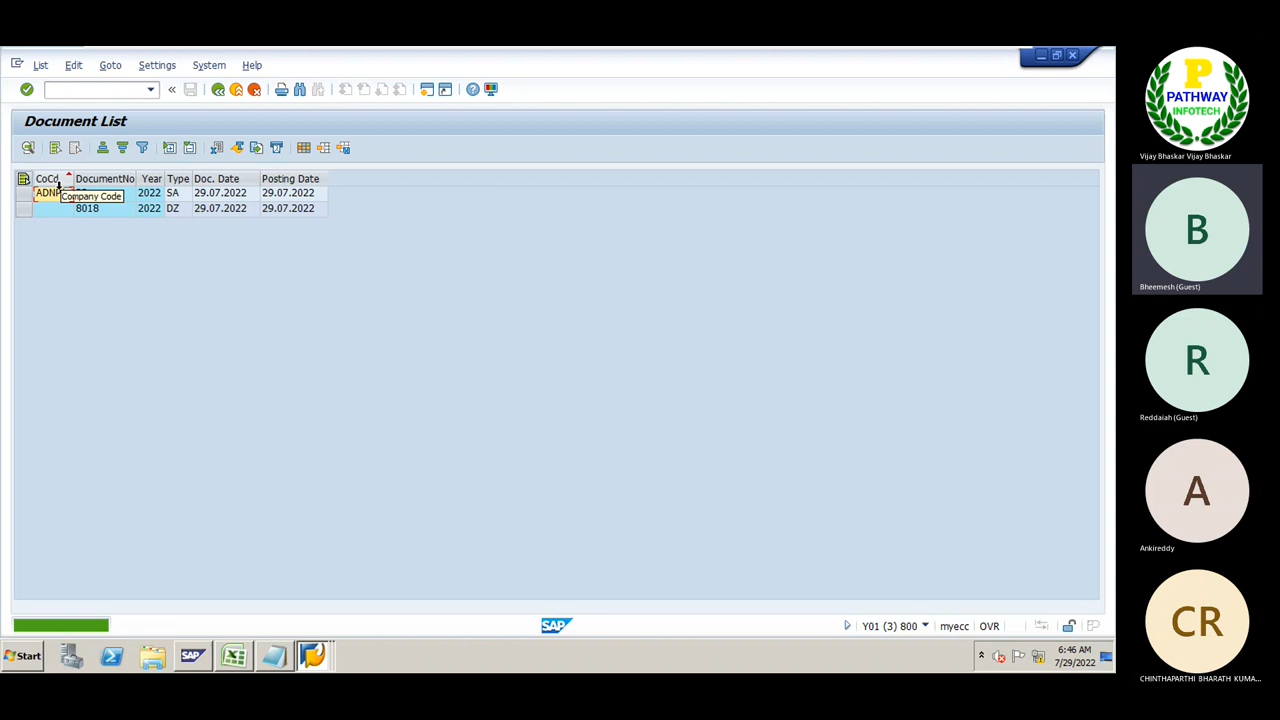 List Edit Goto Settings System Help
Document List
CoCd DocumentNo Year Type Doc. Date Posting Date
2022 SA 29.07.2022 29.07.2022
Company Code
8018 2022 DZ 29.07.2022 29.07.2022
SAP
Y01 (3) 800 myecc OVR
Start
SAP
6:46 AM
7/29/2022
P
PATHWAY
INFOTECH
Vijay Bhaskar Vijay Bhaskar
B
Bheemesh (Guest)
R
Reddaiah (Guest)
A
Ankireddy
CR
CHINTHAPARTHI BHARATH KUMA...